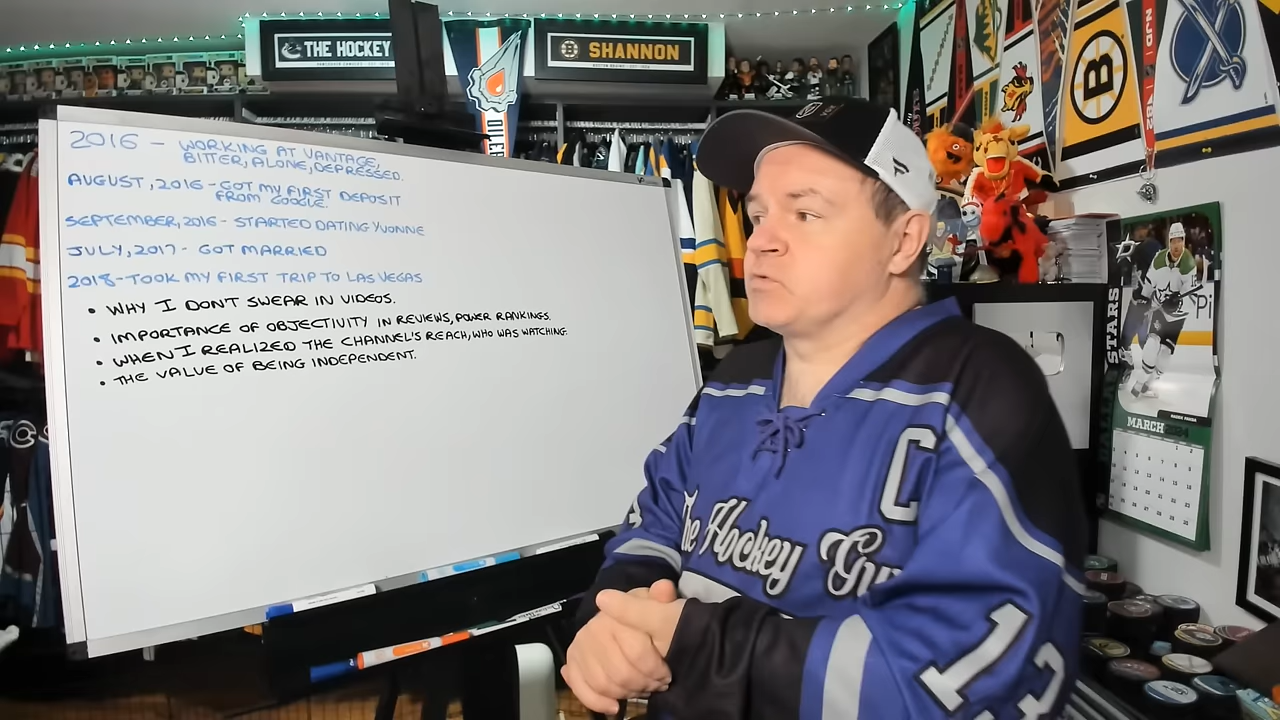 THE HOCKEY
SHANNON
OILERS
2016 - WORKING AT VANTAGE,
BITTER, ALONE, DEPRESSED.
AUGUST, 2016 - GOT MY FIRST DEPOSIT
FROM GOOGLE.
SEPTEMBER, 2016 - STARTED DATING YVONNE
JULY, 2017 - GOT MARRIED
2018 - TOOK MY FIRST TRIP TO LAS VEGAS
• WHY I DON'T SWEAR IN VIDEOS.
• IMPORTANCE OF OBJECTIVITY IN REVIEWS, POWER RANKINGS.
• WHEN I REALIZED THE CHANNEL'S REACH, WHO WAS WATCHING.
• THE VALUE OF BEING INDEPENDENT.
C
The Hockey Guy
13
B
STARS
Pi
MARCH 2024